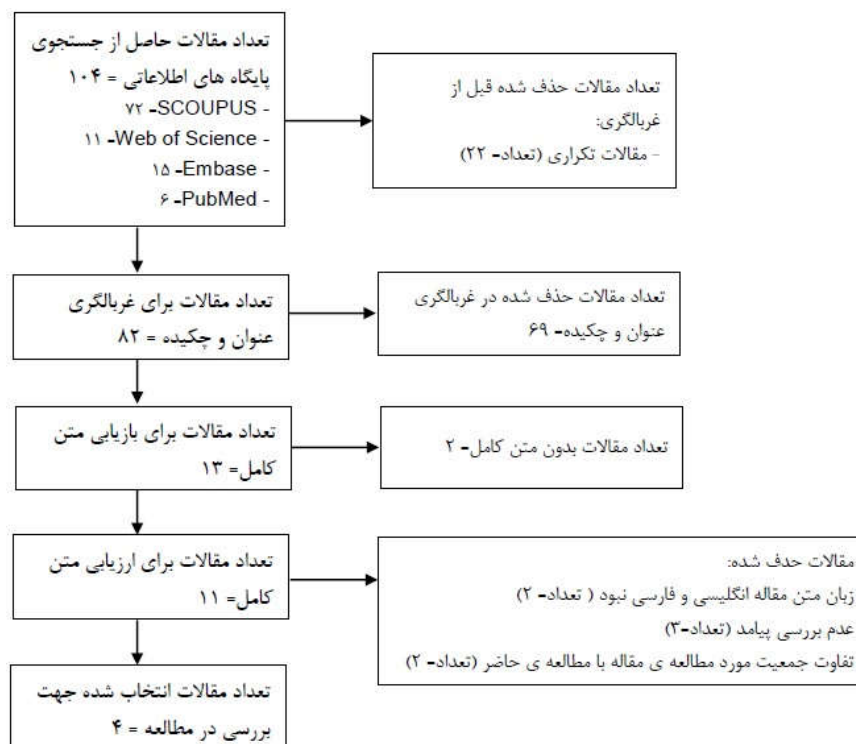 تعداد مقالات حاصل از جستجوی
پایگاه های اطلاعاتی = ۱۰۴
- SCOUPUS- ۷۲
- Web of Science- ۱۱
- Embase- ۱۵
- PubMed- ۶
تعداد مقالات حذف شده قبل از
غربالگری:
- مقالات تکراری (تعداد- ۲۲)
تعداد مقالات برای غربالگری
عنوان و چکیده = ۸۲
تعداد مقالات حذف شده در غربالگری
عنوان و چکیده- ۶۹
تعداد مقالات برای بازیابی متن
کامل= ۱۳
تعداد مقالات بدون متن کامل- ۲
تعداد مقالات برای ارزیابی متن
کامل= ۱۱
مقالات حدف شده:
زبان متن مقاله انگلیسی و فارسی نبود ( تعداد- ۲)
عدم بررسی پیامد (تعداد-۳)
تفاوت جمعیت مورد مطالعه ی مقاله با مطالعه ی حاضر (تعداد- ۲)
تعداد مقالات انتخاب شده جهت
بررسی در مطالعه = ۴